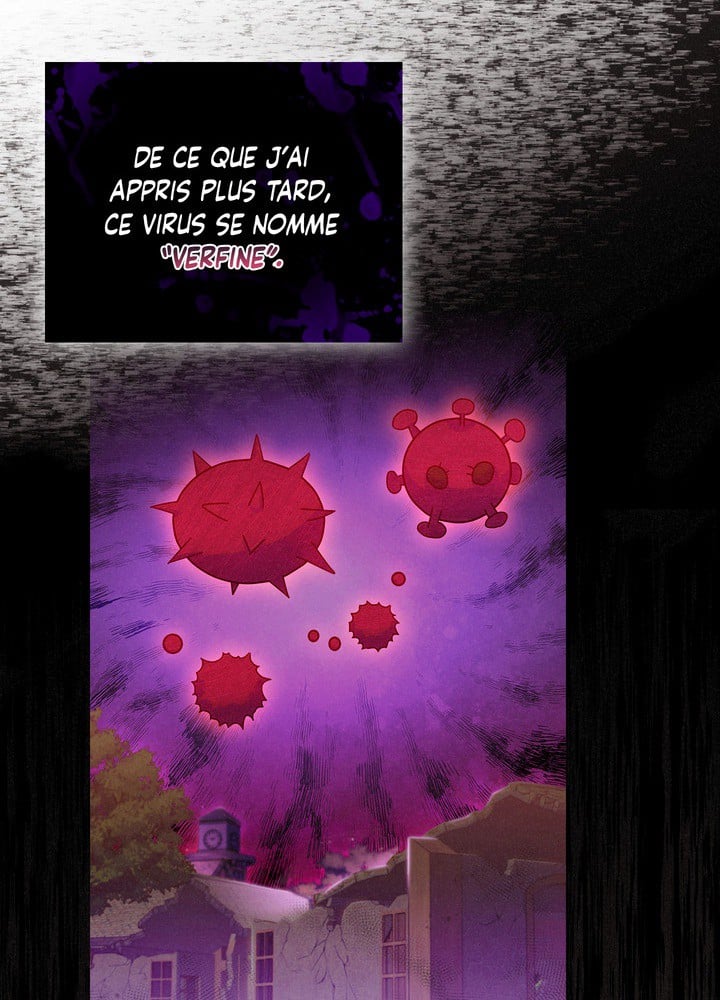 DE CE QUE J'AI
APPRIS PLUS TARD,
CE VIRUS SE NOMME
“VERFINE”.